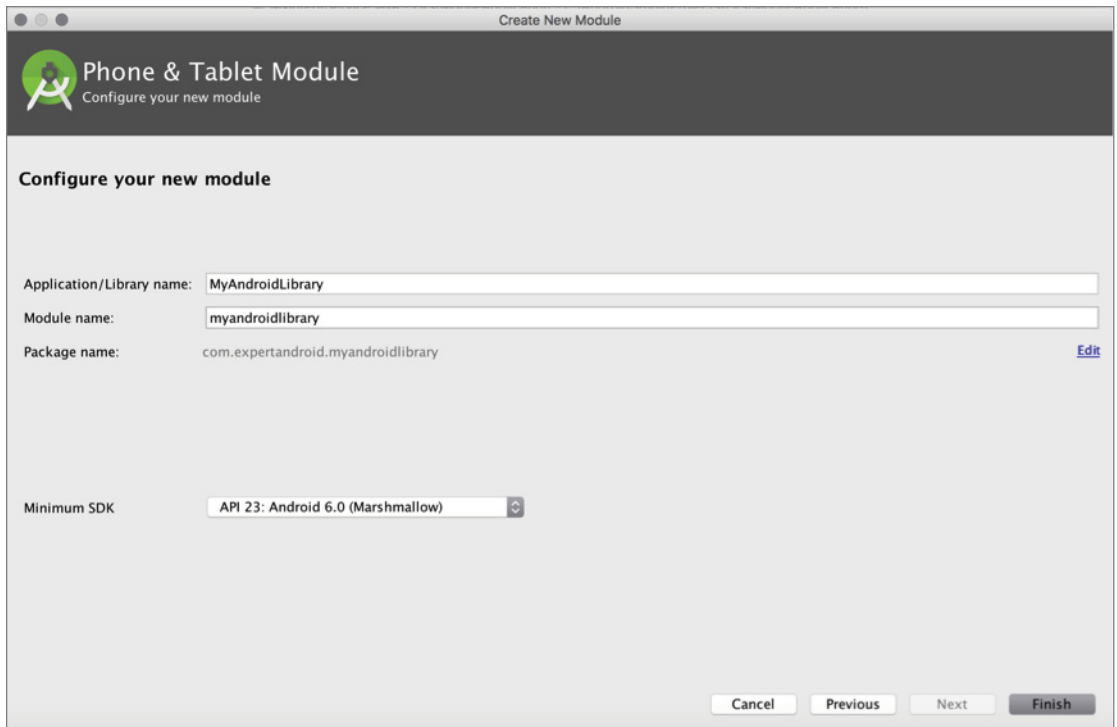 Create New Module
Phone & Tablet Module
Configure your new module
Configure your new module
Application/Library name: MyAndroidLibrary
Module name: myandroidlibrary
Package name: com.expertandroid.myandroidlibrary Edit
Minimum SDK API 23: Android 6.0 (Marshmallow)
Cancel Previous Next Finish